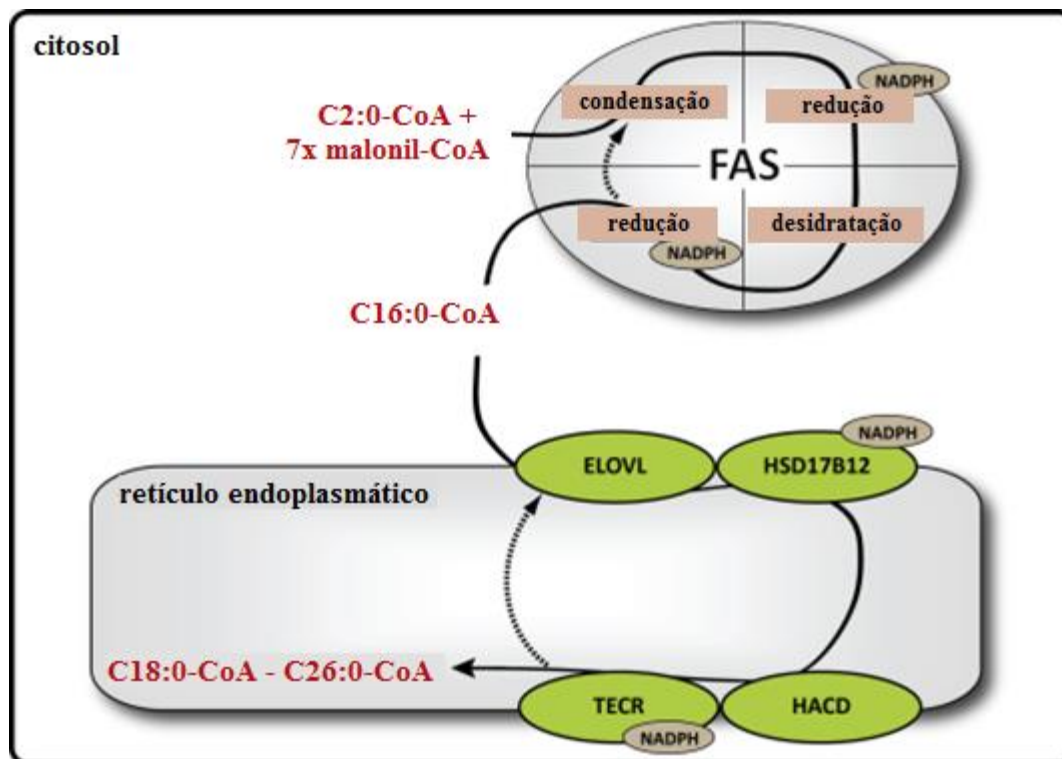 citosol
C2:0-CoA +
7x malonil-CoA
condensação
redução
NADPH
FAS
redução
NADPH
desidratação
C16:0-CoA
ELOVL
HSD17B12
NADPH
retículo endoplasmático
C18:0-CoA - C26:0-CoA
TECR
NADPH
HACD